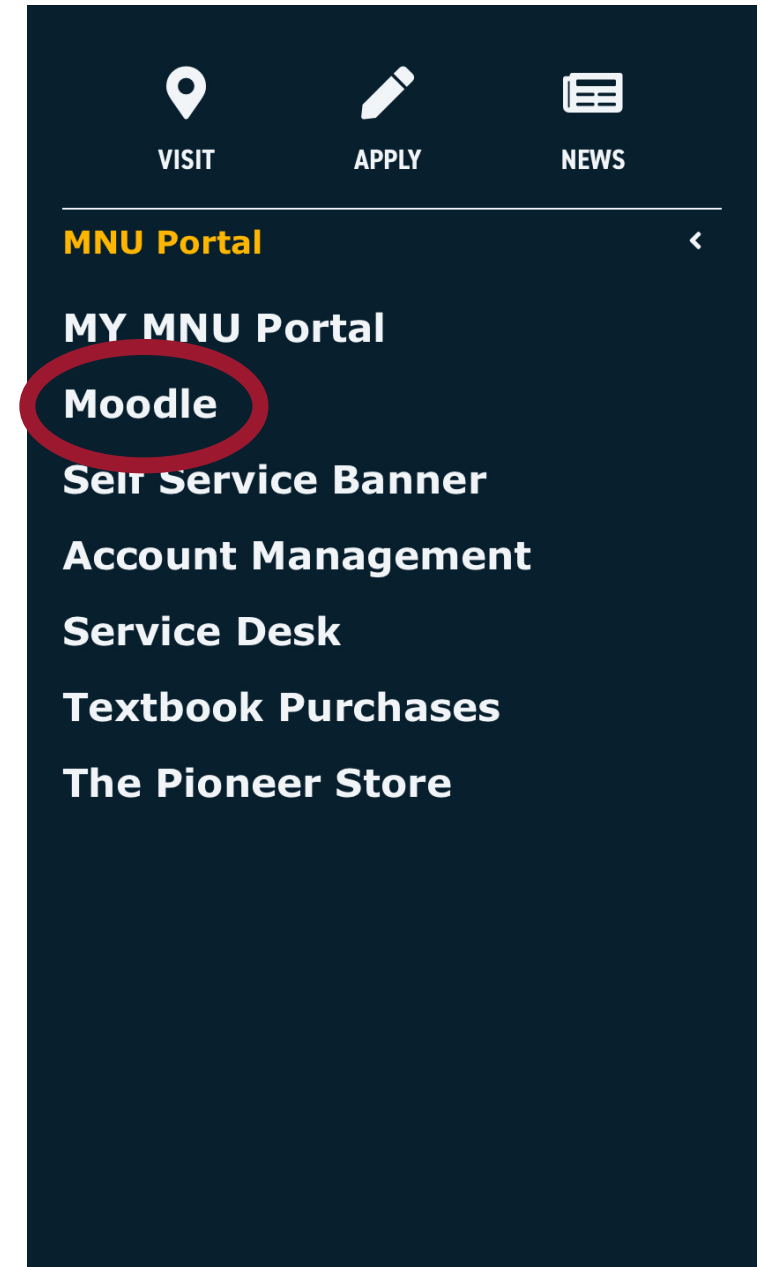 VISIT APPLY NEWS
MNU Portal
MY MNU Portal
Moodle
Self Service Banner
Account Management
Service Desk
Textbook Purchases
The Pioneer Store